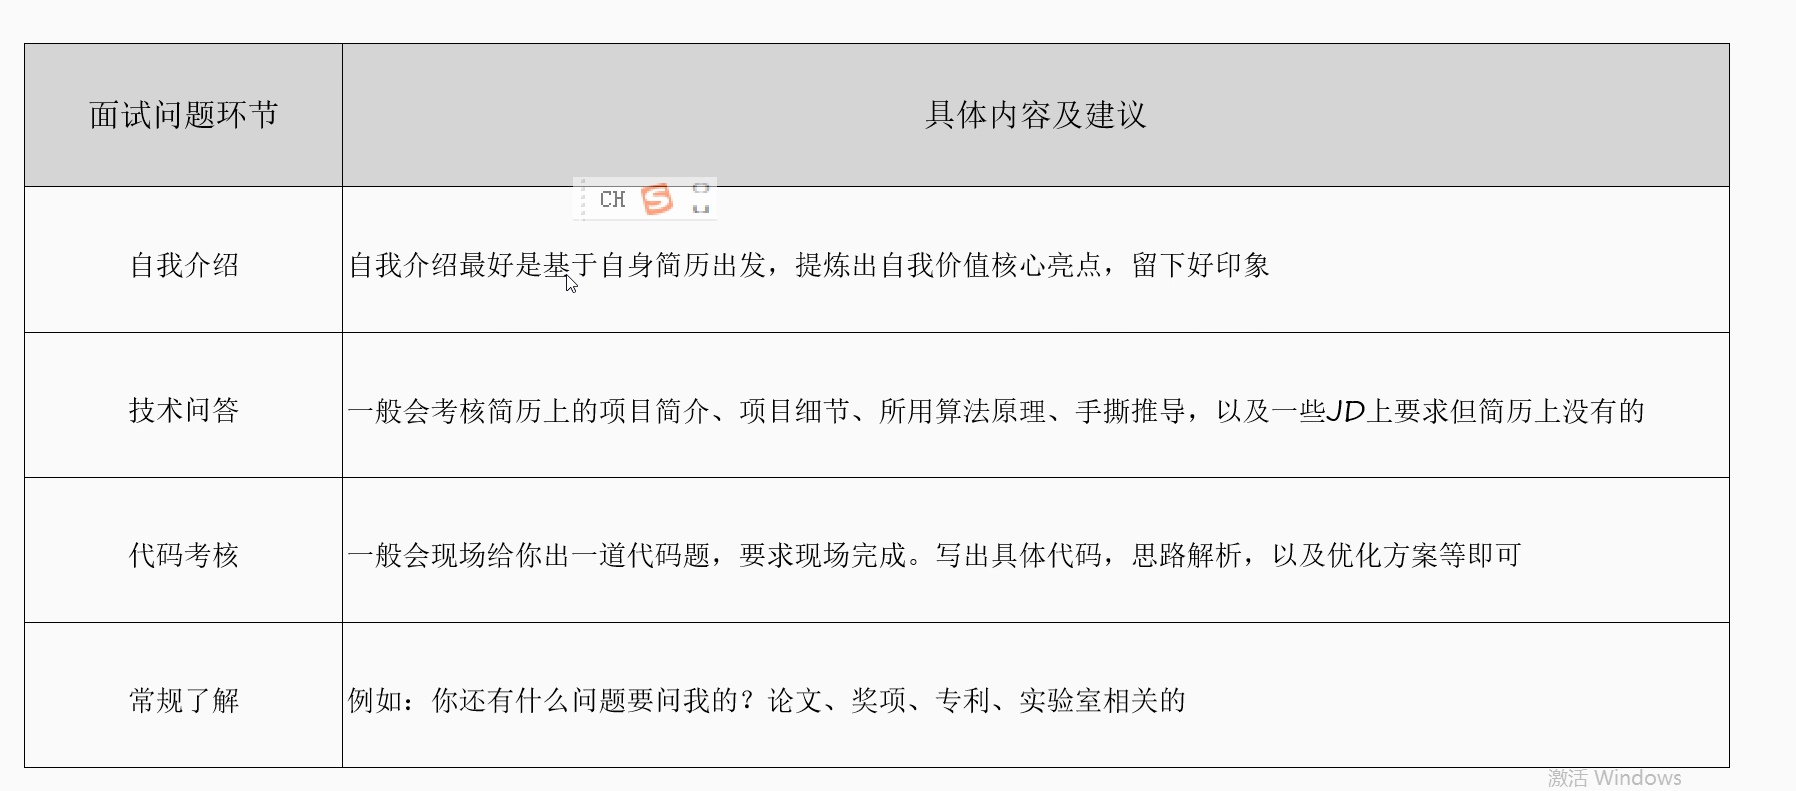 面试问题环节 具体内容及建议
CH
自我介绍 自我介绍最好是基于自身简历出发，提炼出自我价值核心亮点，留下好印象
技术问答 一般会考核简历上的项目简介、项目细节、所用算法原理、手撕推导，以及一些JD上要求但简历上没有的
代码考核 一般会现场给你出一道代码题，要求现场完成。写出具体代码，思路解析，以及优化方案等即可
常规了解 例如：你还有什么问题要问我的？论文、奖项、专利、实验室相关的
激活 Windows